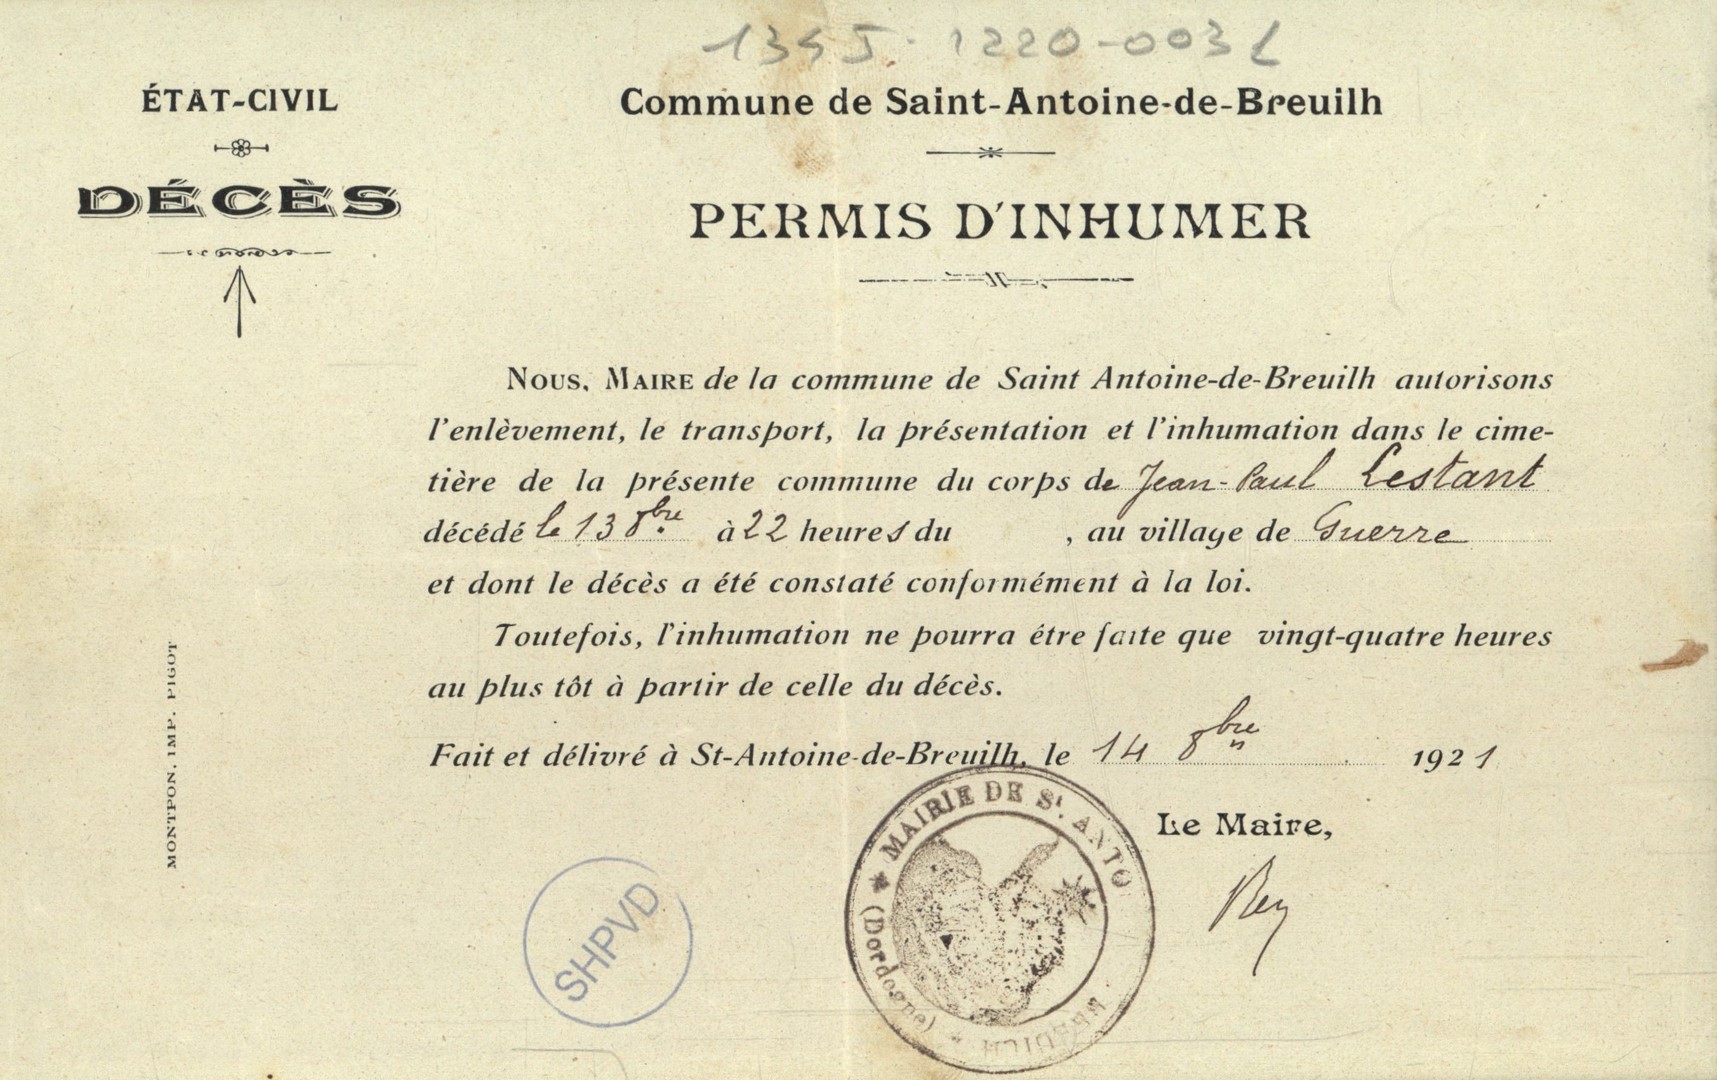 1345-1220-0031
ÉTAT-CIVIL
DÉCÈS
Commune de Saint-Antoine-de-Breuilh
PERMIS D'INHUMER
NOUS, MAIRE de la commune de Saint Antoine-de-Breuilh autorisons
l'enlèvement, le transport, la présentation et l'inhumation dans le cime-
tière de la présente commune du corps de Jean-Paul Lestant
décédé le 13 8bre à 22 heures du , au village de Guerre
et dont le décès a été constaté conformément à la loi.
Toutefois, l'inhumation ne pourra être faite que vingt-quatre heures
au plus tôt à partir de celle du décès.
Fait et délivré à St-Antoine-de-Breuilh, le 14 8bre 1921
Le Maire,
Rey
MAIRIE DE St. ANTO
BREUILH
(Dordogne)
SHPVD
MONTPON, IMP. PIGOT